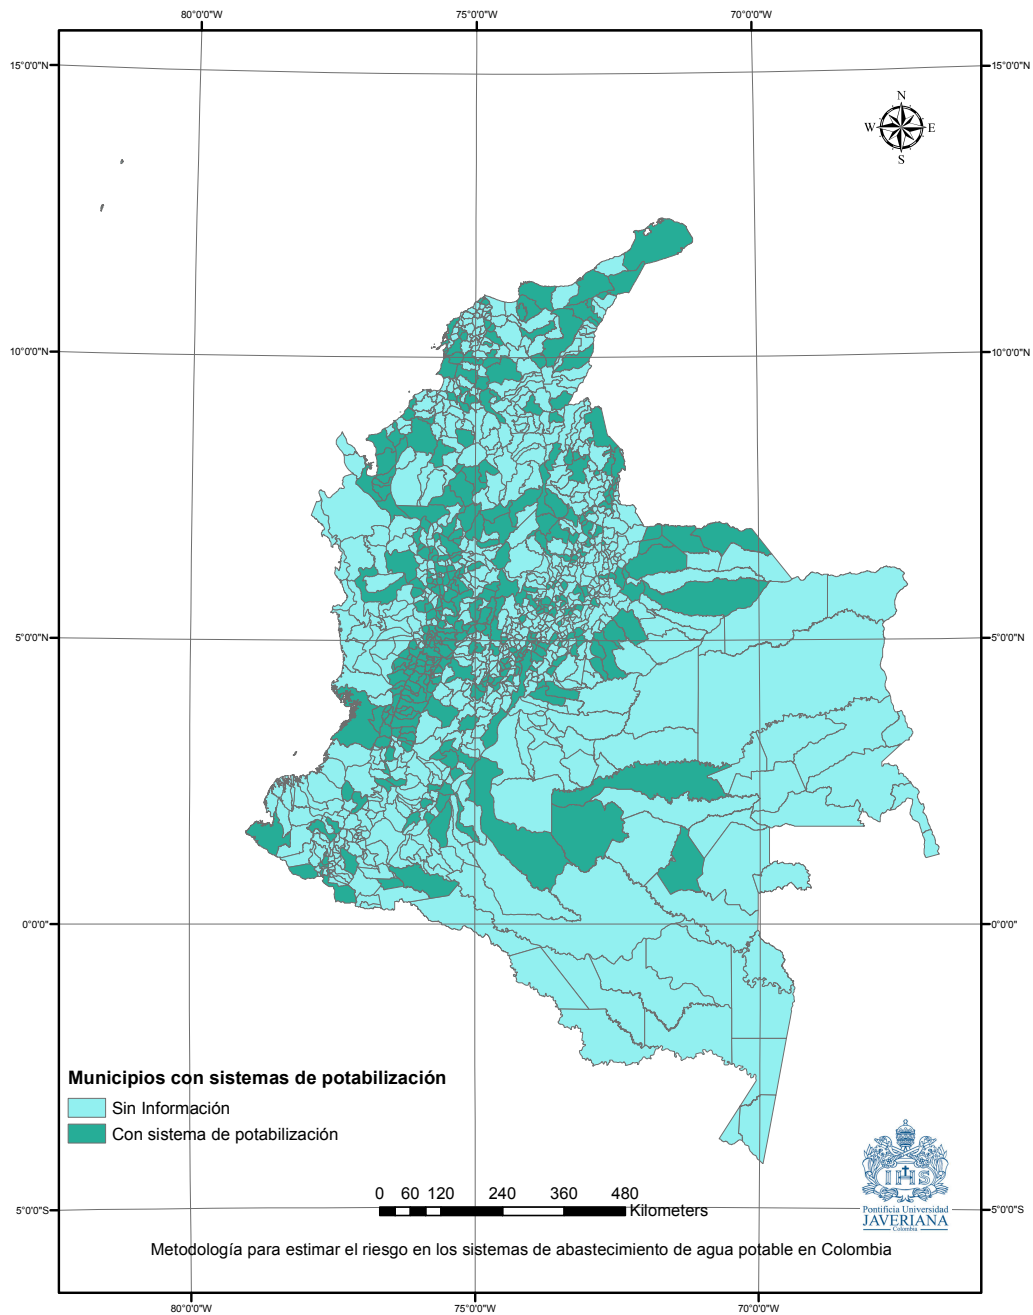 80°0'0"W 75°0'0"W 70°0'0"W
15°0'0"N 15°0'0"N
N
W E
S
10°0'0"N 10°0'0"N
5°0'0"N 5°0'0"N
0°0'0" 0°0'0"
Municipios con sistemas de potabilización
Sin Información
Con sistema de potabilización
IHS
Pontificia Universidad
JAVERIANA
Colombia
0 60 120 240 360 480
Kilometers
5°0'0"S 5°0'0"S
Metodología para estimar el riesgo en los sistemas de abastecimiento de agua potable en Colombia
80°0'0"W 75°0'0"W 70°0'0"W